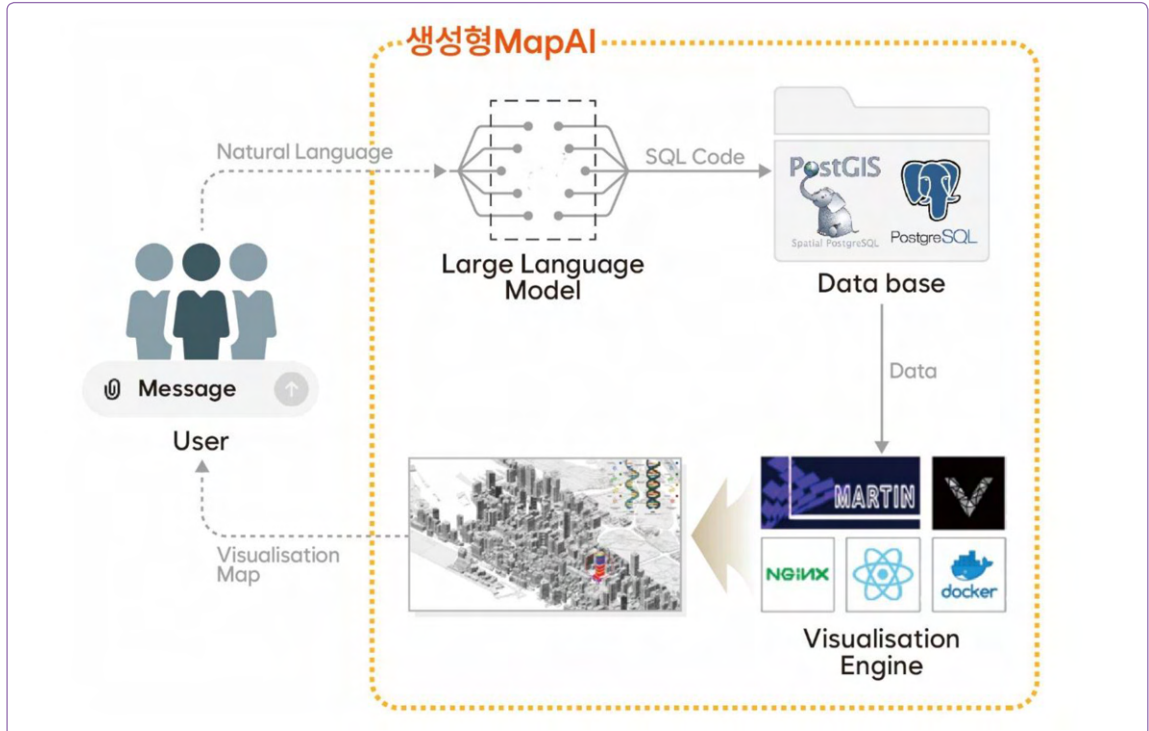 생성형MapAI
Natural Language
SQL Code
PostGIS
Spatial PostgreSQL
PostgreSQL
Large Language
Model
Data base
Message
User
Data
MARTIN
NGINX
docker
Visualisation
Map
Visualisation
Engine